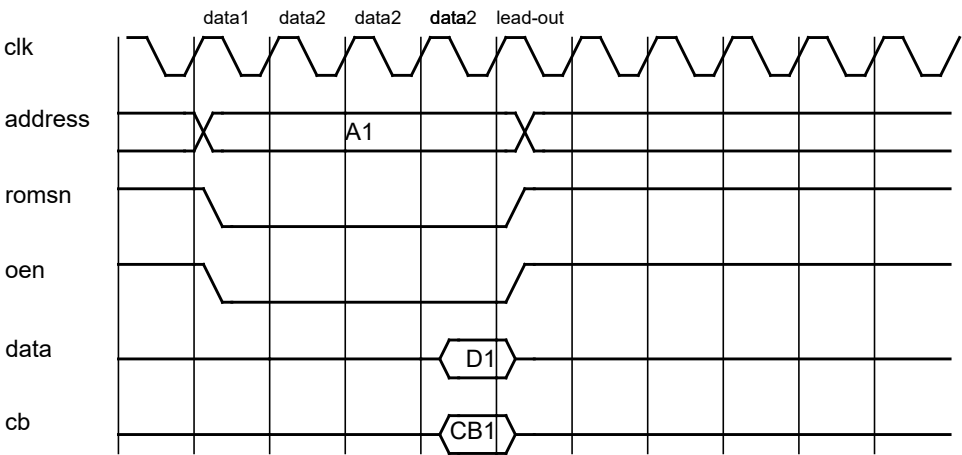 data1 data2 data2 data2 lead-out
clk
address
A1
romsn
oen
data
D1
cb
CB1